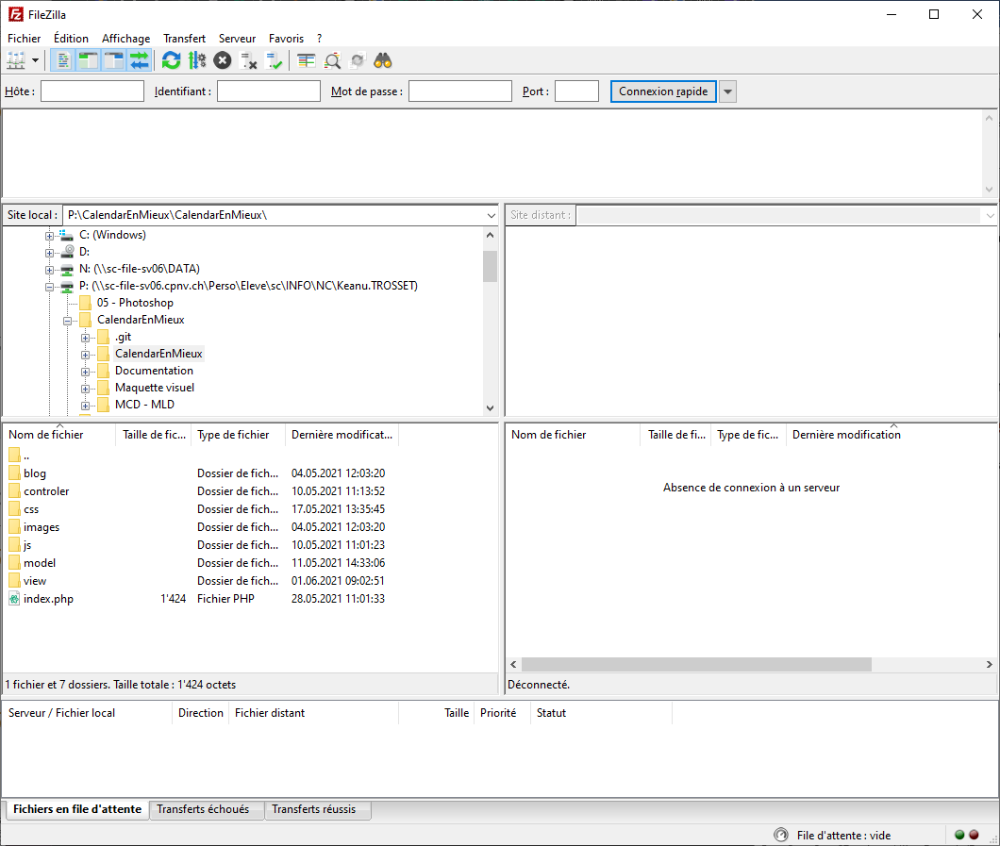 FileZilla
Fichier Édition Affichage Transfert Serveur Favoris ?
Hôte : Identifiant : Mot de passe : Port : Connexion rapide
Site local : P:\CalendarEnMieux\CalendarEnMieux\
Site distant :
C: (Windows)
D:
N: (\\sc-file-sv06\DATA)
P: (\\sc-file-sv06.cpnv.ch\Perso\Eleve\sc\INFO\NC\Keanu.TROSSET)
05 - Photoshop
CalendarEnMieux
.git
CalendarEnMieux
Documentation
Maquette visuel
MCD - MLD
Nom de fichier Taille de fic... Type de fichier Dernière modificat...
..
blog Dossier de fich... 04.05.2021 12:03:20
controler Dossier de fich... 10.05.2021 11:13:52
css Dossier de fich... 17.05.2021 13:35:45
images Dossier de fich... 04.05.2021 12:03:20
js Dossier de fich... 10.05.2021 11:01:23
model Dossier de fich... 11.05.2021 14:33:06
view Dossier de fich... 01.06.2021 09:02:51
index.php 1'424 Fichier PHP 28.05.2021 11:01:33
1 fichier et 7 dossiers. Taille totale : 1'424 octets
Nom de fichier Taille de fi... Type de fic... Dernière modification
Absence de connexion à un serveur
Déconnecté.
Serveur / Fichier local Direction Fichier distant Taille Priorité Statut
Fichiers en file d'attente Transferts échoués Transferts réussis
File d'attente : vide